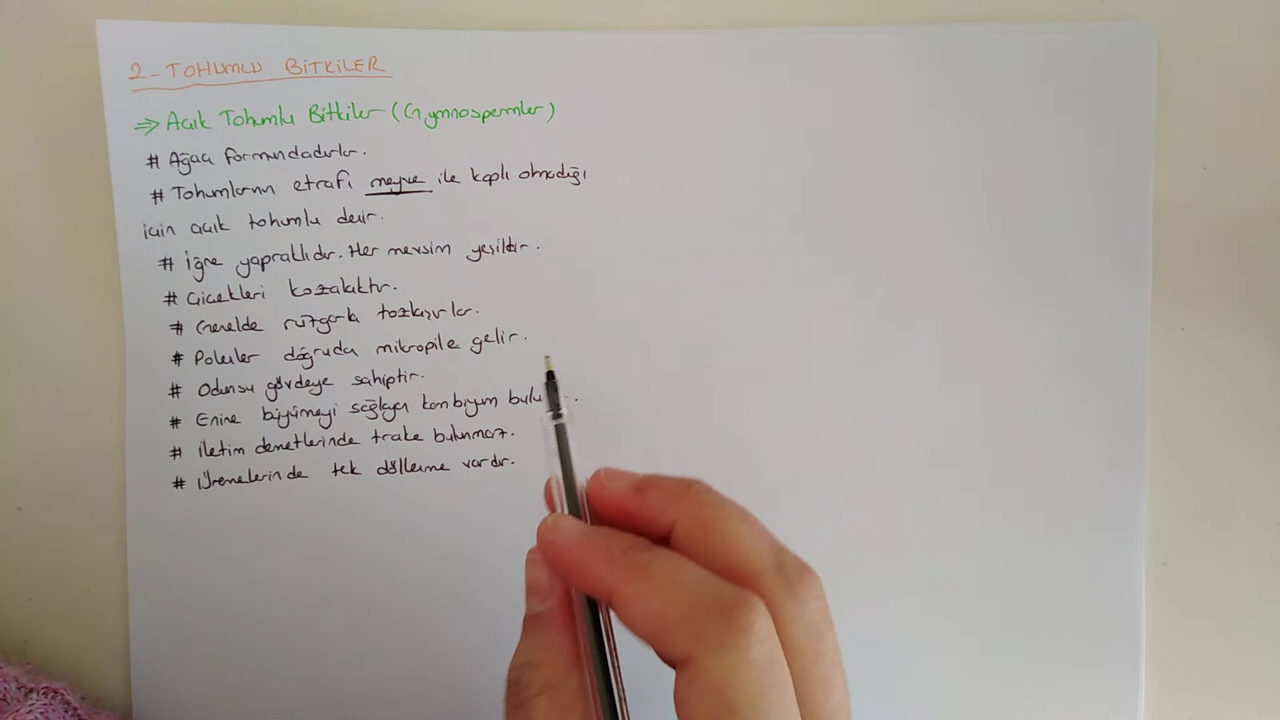 2- TOHUMLU BİTKİLER
⇒ Açık Tohumlu Bitkiler (Gymnospermler)
# Ağaç formundadırlar.
# Tohumlarının etrafı meyve ile kaplı olmadığı
için açık tohumlu denir.
# İğne yapraklıdır. Her mevsim yeşildir.
# Çiçekleri kozalaktır.
# Genelde rüzgarla tozlaşırlar.
# Polenler doğruda mikropile gelir.
# Odunsu gövdeye sahiptir.
# Enine büyümeyi sağlayan kambiyum
# İletim demetlerinde trake bulunmaz.
# Üremelerinde tek döllenme vardır.